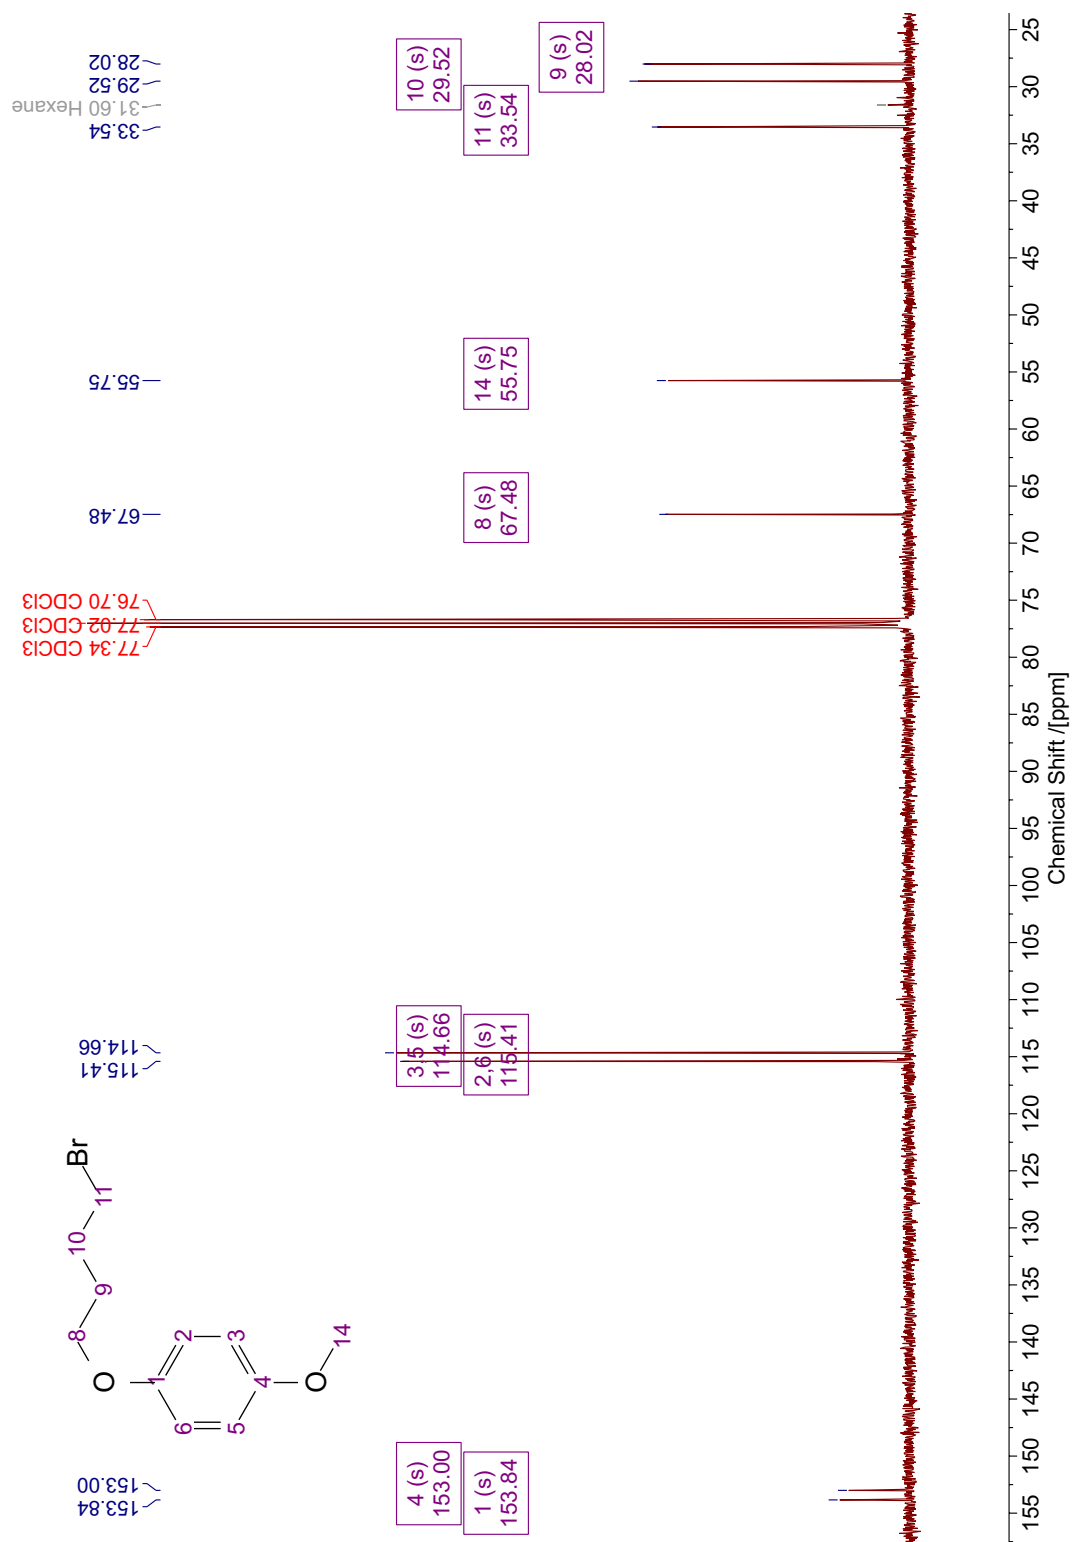 153.84
153.00
115.41
114.66
77.34 CDCl3
77.02 CDCl3
76.70 CDCl3
67.48
55.75
33.54
31.60 Hexane
29.52
28.02
Br
11
10
9
8
O
1
2
3
4
5
6
O
14
4 (s)
153.00
1 (s)
153.84
3,5 (s)
114.66
2,6 (s)
115.41
8 (s)
67.48
14 (s)
55.75
10 (s)
29.52
11 (s)
33.54
9 (s)
28.02
155 150 145 140 135 130 125 120 115 110 105 100 95 90 85 80 75 70 65 60 55 50 45 40 35 30 25
Chemical Shift /[ppm]